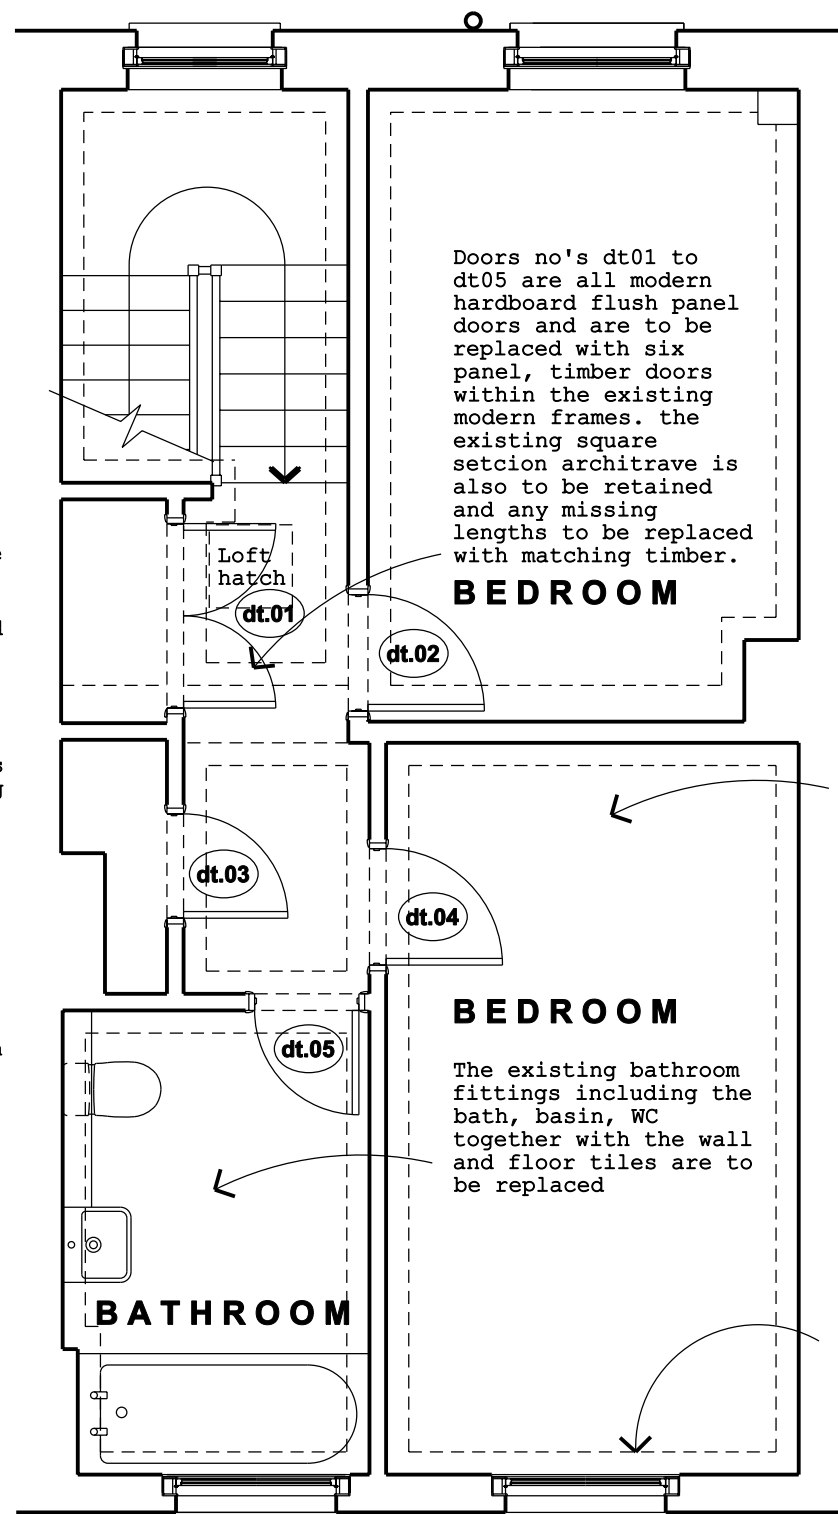 Doors no's dt01 to
dt05 are all modern
hardboard flush panel
doors and are to be
replaced with six
panel, timber doors
within the existing
modern frames. the
existing square
setcion architrave is
also to be retained
and any missing
lengths to be replaced
with matching timber.
BEDROOM
Loft
hatch
dt.01
dt.02
dt.03
dt.04
BEDROOM
dt.05
The existing bathroom
fittings including the
bath, basin, WC
together with the wall
and floor tiles are to
be replaced
BATHROOM